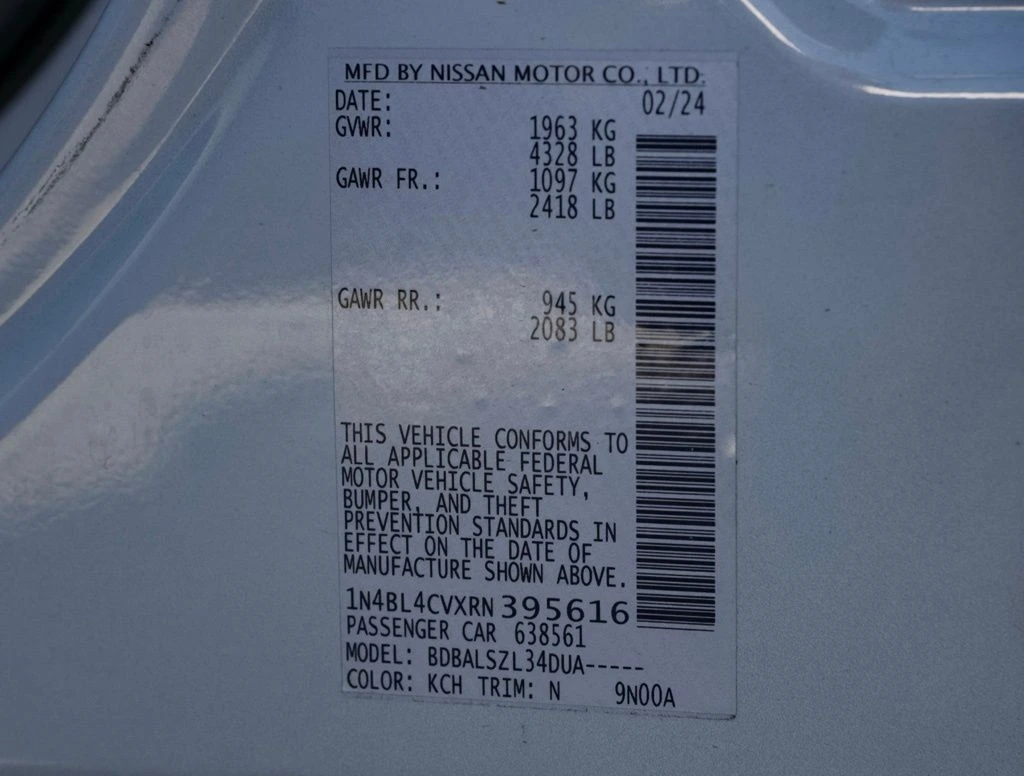 MFD BY NISSAN MOTOR CO., LTD.
DATE: 02/24
GVWR: 1963 KG
4328 LB
GAWR FR.: 1097 KG
2418 LB
GAWR RR.: 945 KG
2083 LB
THIS VEHICLE CONFORMS TO
ALL APPLICABLE FEDERAL
MOTOR VEHICLE SAFETY,
BUMPER, AND THEFT
PREVENTION STANDARDS IN
EFFECT ON THE DATE OF
MANUFACTURE SHOWN ABOVE.
1N4BL4CVXRN395616
PASSENGER CAR 638561
MODEL: BDBALSZL34DUA-----
COLOR: KCH TRIM: N 9N00A